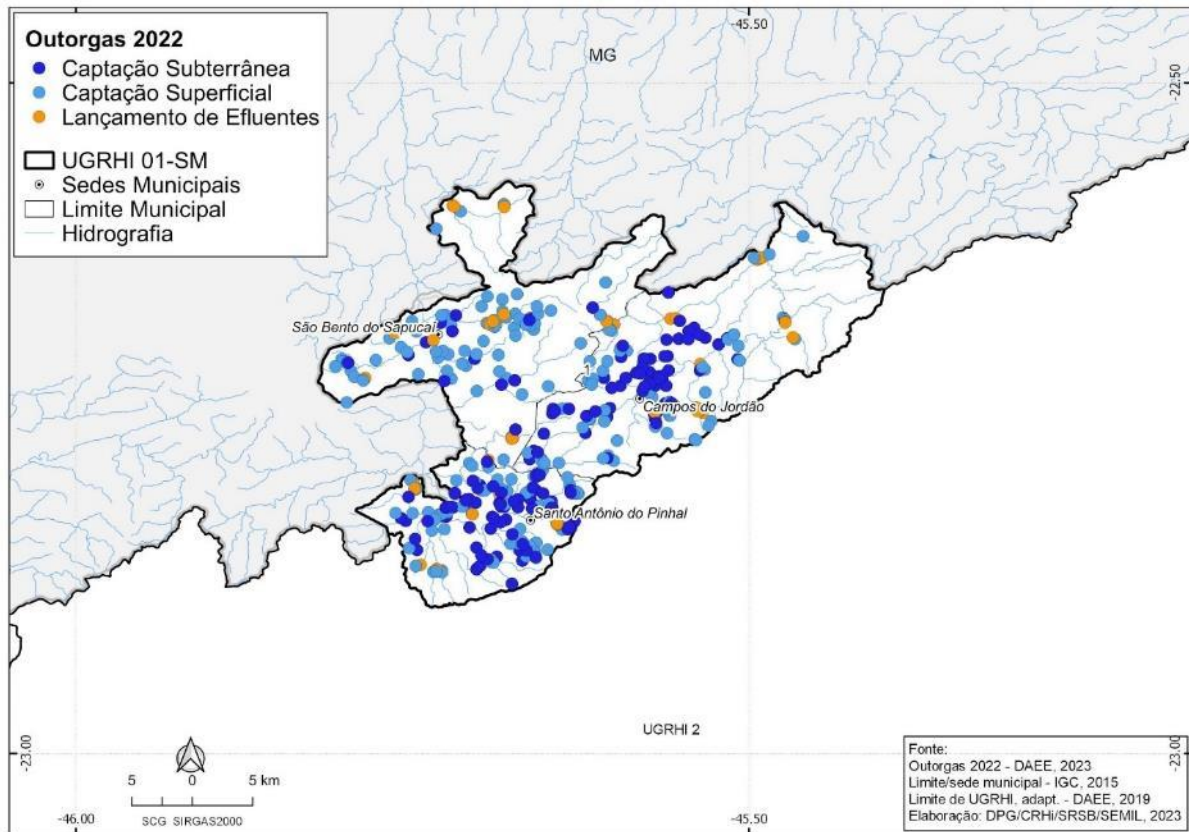 -45.50
Outorgas 2022
Captação Subterrânea
Captação Superficial
Lançamento de Efluentes
UGRHI 01-SM
Sedes Municipais
Limite Municipal
Hidrografia
MG
-22.50
São Bento do Sapucaí
1
Campos do Jordão
Santo Antônio do Pinhal
UGRHI 2
-23.00
-23.00
5 0 5 km
SCG SIRGAS2000
Fonte:
Outorgas 2022 - DAEE, 2023
Limite/sede municipal - IGC, 2015
Limite de UGRHI, adapt. - DAEE, 2019
Elaboração: DPG/CRHi/SRSB/SEMIL, 2023
-46.00
-45.50